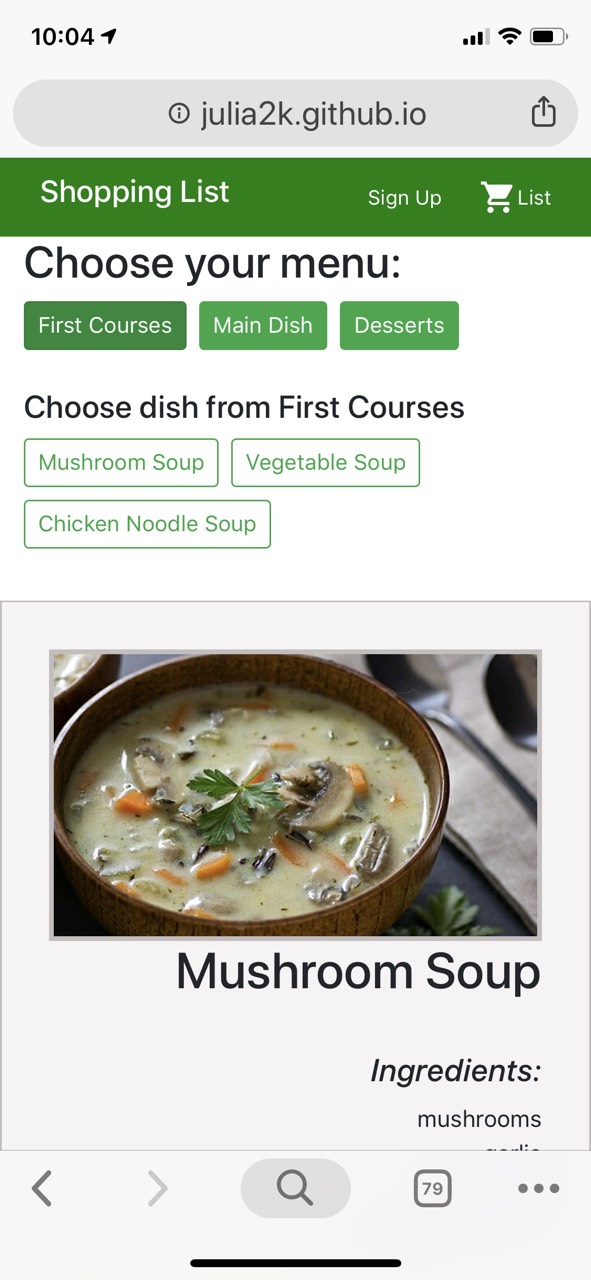 10:04
julia2k.github.io
Shopping List
Sign Up
List
Choose your menu:
First Courses
Main Dish
Desserts
Choose dish from First Courses
Mushroom Soup
Vegetable Soup
Chicken Noodle Soup
Mushroom Soup
Ingredients:
mushrooms
79